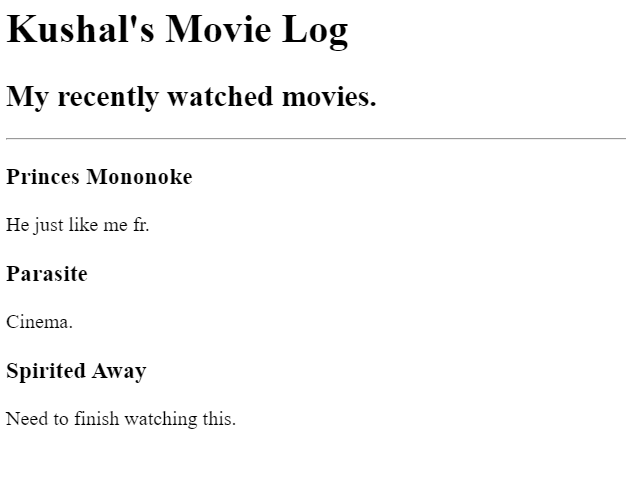 Kushal's Movie Log
My recently watched movies.
Princes Mononoke
He just like me fr.
Parasite
Cinema.
Spirited Away
Need to finish watching this.